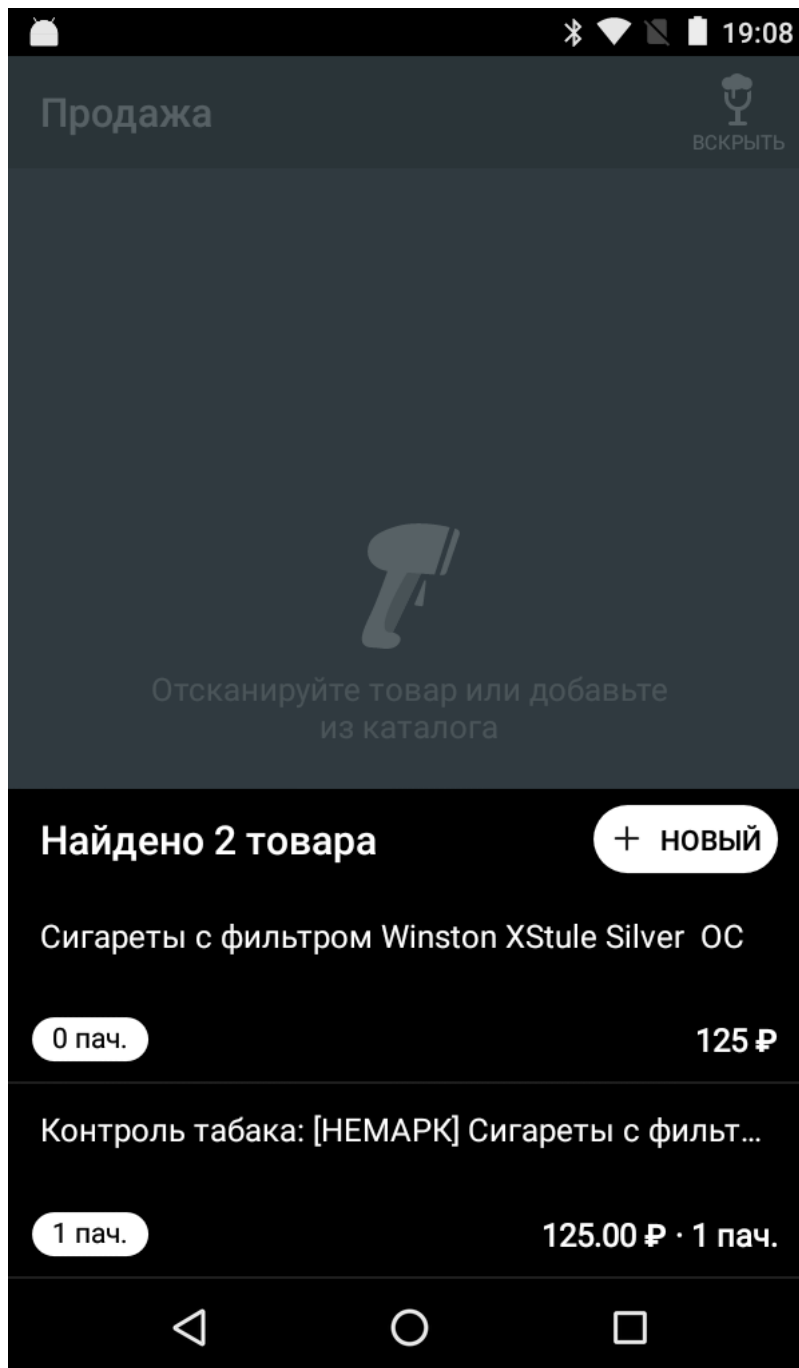 19:08
Продажа
ВСКРЫТЬ
Отсканируйте товар или добавьте
из каталога
Найдено 2 товара
+ НОВЫЙ
Сигареты с фильтром Winston XStule Silver ОС
0 пач.
125 ₽
Контроль табака: [НЕМАРК] Сигареты с фильт...
1 пач.
125.00 ₽ · 1 пач.